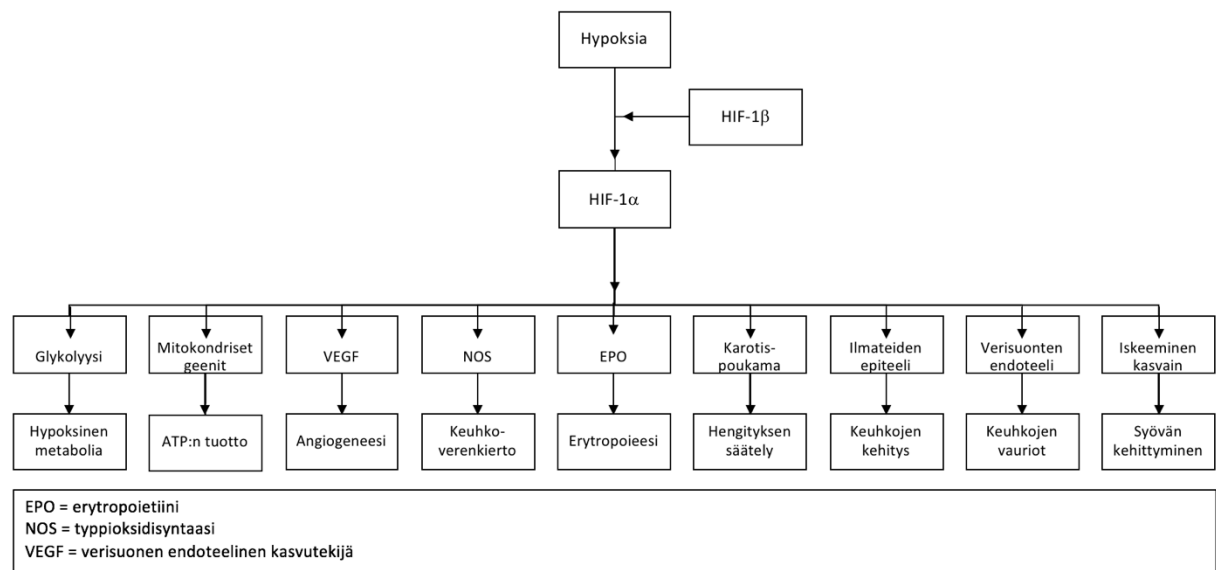 Hypoksia
HIF-1β
HIF-1α
Glykolyysi
Mitokondriset
geenit
VEGF
NOS
EPO
Karotis-
poukama
Ilmateiden
epiteeli
Verisuonten
endoteeli
Iskeeminen
kasvain
Hypoksinen
metabolia
ATP:n tuotto
Angiogeneesi
Keuhko-
verenkierto
Erytropoieesi
Hengityksen
säätely
Keuhkojen
kehitys
Keuhkojen
vauriot
Syövän
kehittyminen
EPO = erytropoietiini
NOS = typpioksidisyntaasi
VEGF = verisuonen endoteelinen kasvutekijä